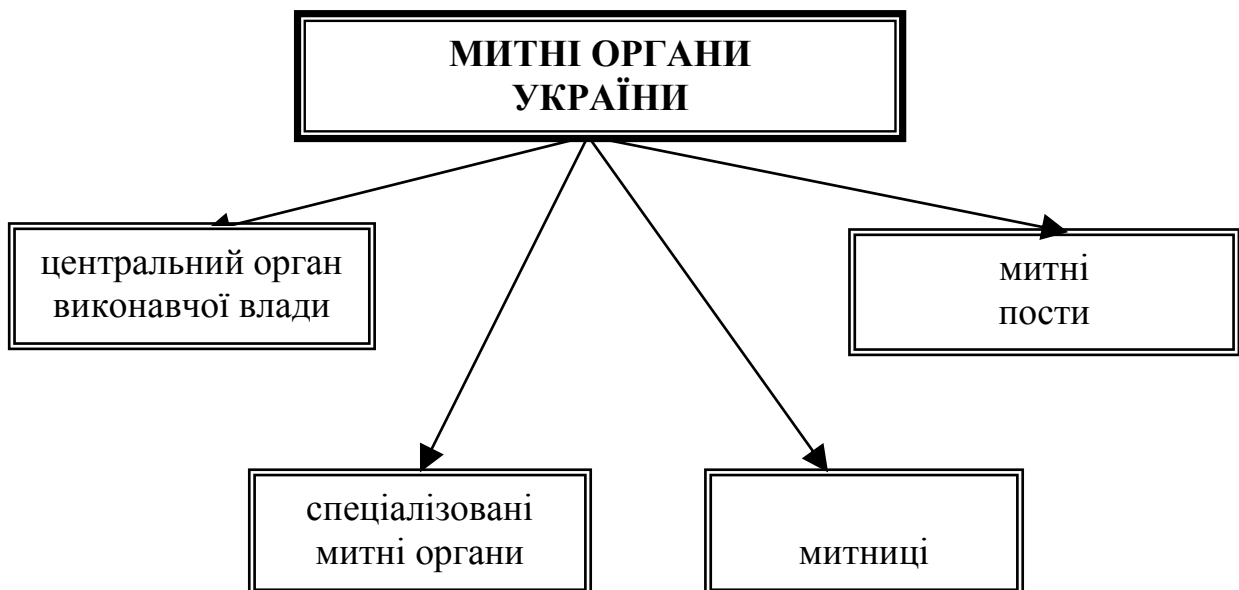 МИТНІ ОРГАНИ
УКРАЇНИ
центральний орган
виконавчої влади
митні
пости
спеціалізовані
митні органи
митниці